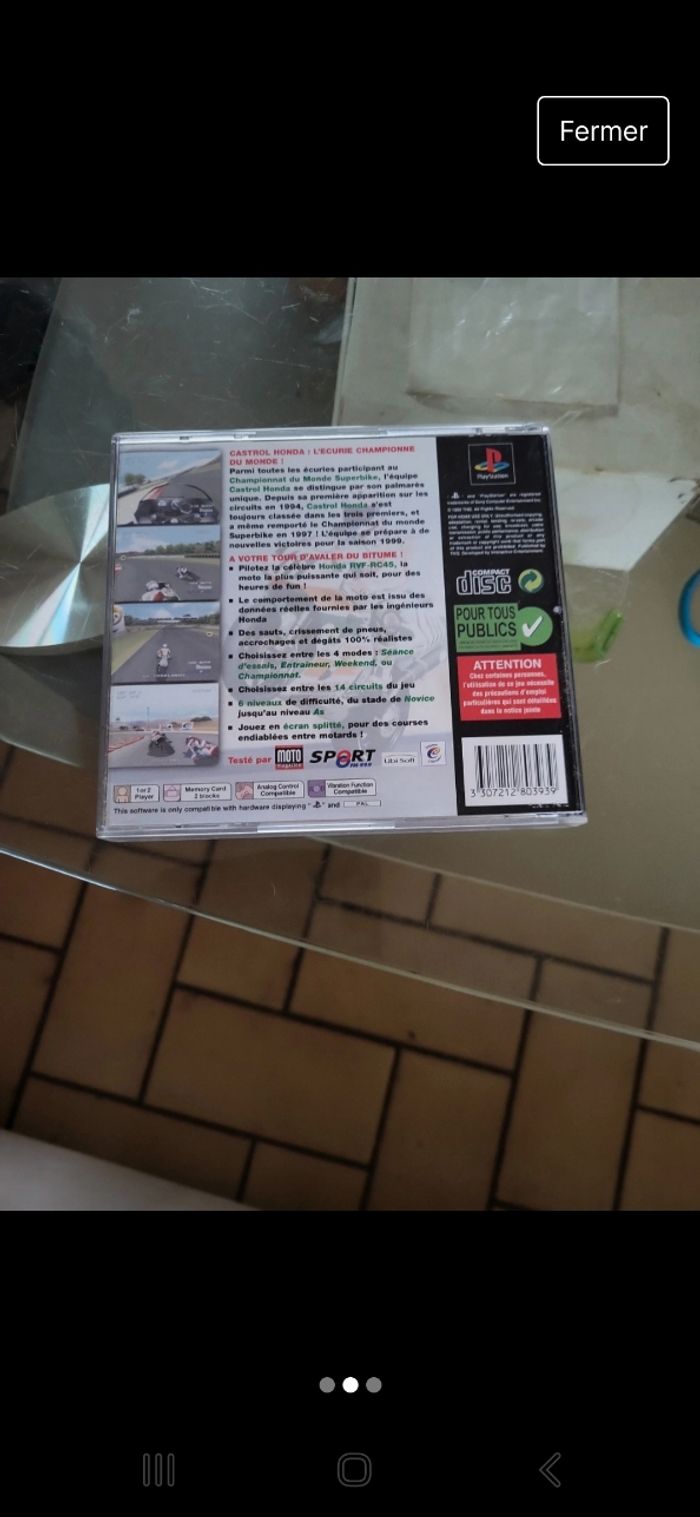 Fermer
CASTROL HONDA : L'ECURIE CHAMPIONNE
DU MONDE !
Parmi toutes les écuries participant au
Championnat du Monde Superbike, l'équipe
Castrol Honda se distingue par son palmarès
unique. Depuis sa première apparition sur les
circuits en 1994, Castrol Honda s'est
toujours classée dans les trois premiers, et
a même remporté le Championnat du monde
Superbike en 1997 ! L'équipe se prépare à de
nouvelles victoires pour la saison 1999.
A VOTRE TOUR D'AVALER DU BITUME !
Pilotez la célèbre Honda RVF-RC45, la
moto la plus puissante qui soit, pour des
heures de fun !
Le comportement de la moto est issu des
données réelles fournies par les ingénieurs
Honda
Des sauts, crissement de pneus,
accrochages et dégâts 100% réalistes
Choisissez entre les 4 modes : Séance
d'essais, Entraineur, Weekend, ou
Championnat.
Choisissez entre les 14 circuits du jeu
6 niveaux de difficulté, du stade de Novice
jusqu'au niveau As
Jouez en écran splitté, pour des courses
endiablées entre motards !
Testé par MOTO SPORT Ubi Soft
1 or 2
Player
Memory Card
2 blocks
Analog Control
Compatible
Vibration Function
Compatible
This software is only compatible with hardware displaying " " and PAL
PlayStation
COMPACT
disc
POUR TOUS
PUBLICS
ATTENTION
Chez certaines personnes,
l'utilisation de ce jeu nécessite
des précautions d'emploi
particulières qui sont détaillées
dans la notice jointe
3 307212 803939